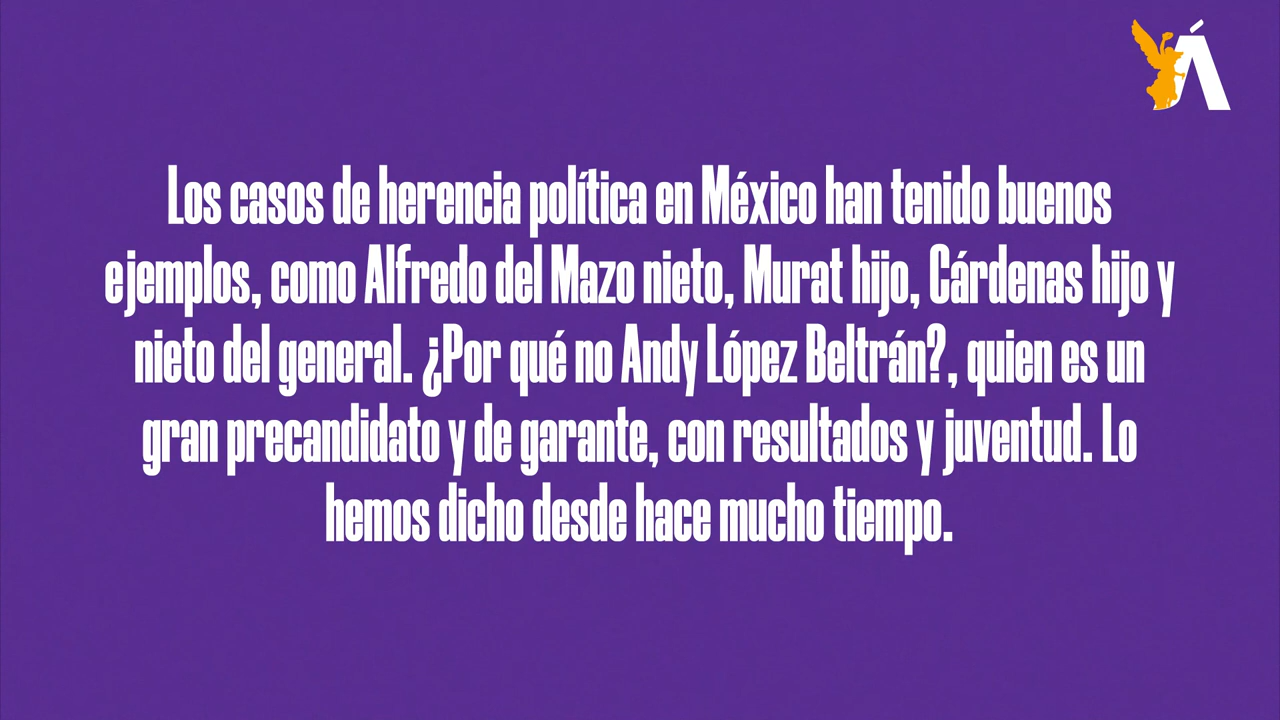 Á
Los casos de herencia política en México han tenido buenos
ejemplos, como Alfredo del Mazo nieto, Murat hijo, Cárdenas hijo y
nieto del general. ¿Por qué no Andy López Beltrán?, quien es un
gran precandidato y de garante, con resultados y juventud. Lo
hemos dicho desde hace mucho tiempo.